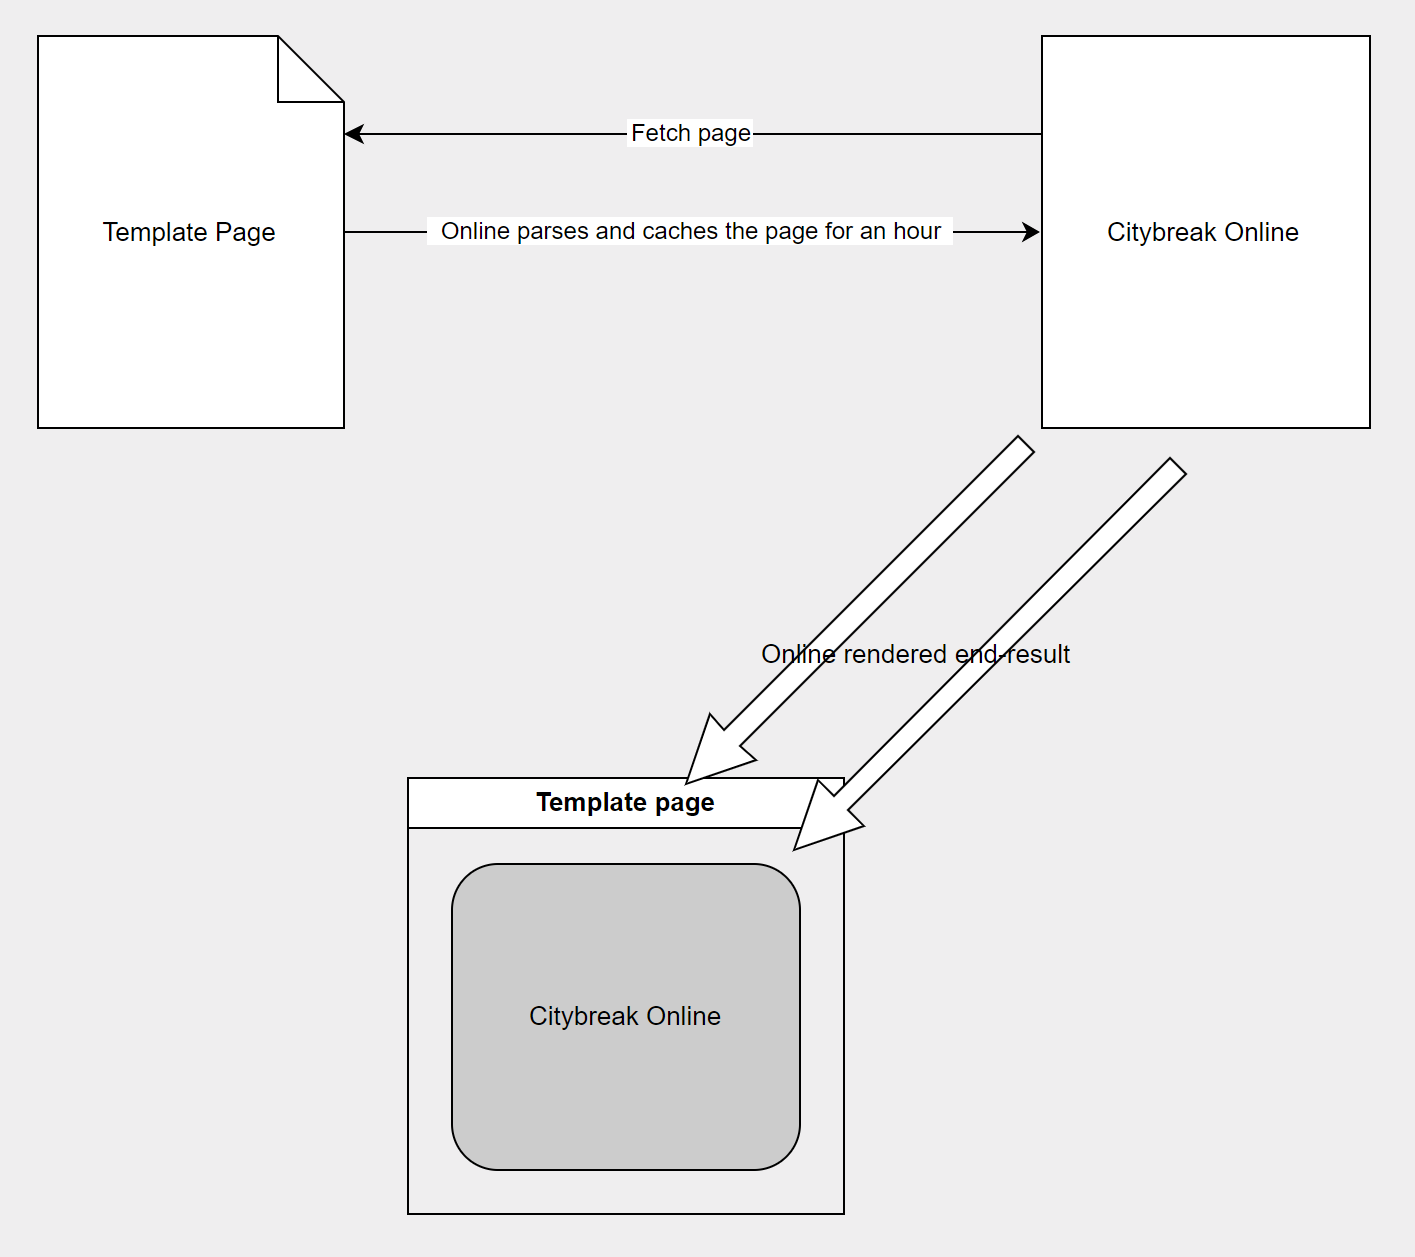 Fetch page
Template Page
Online parses and caches the page for an hour
Citybreak Online
Online rendered end-result
Template page
Citybreak Online